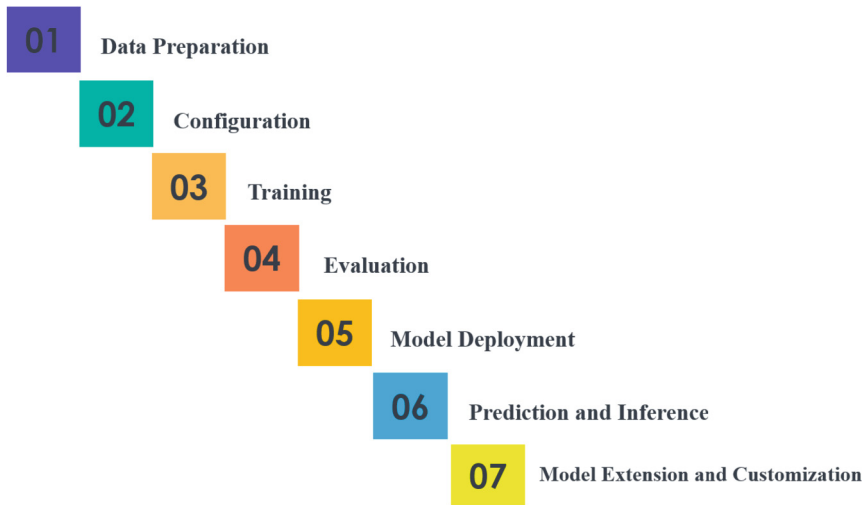 01 Data Preparation
02 Configuration
03 Training
04 Evaluation
05 Model Deployment
06 Prediction and Inference
07 Model Extension and Customization